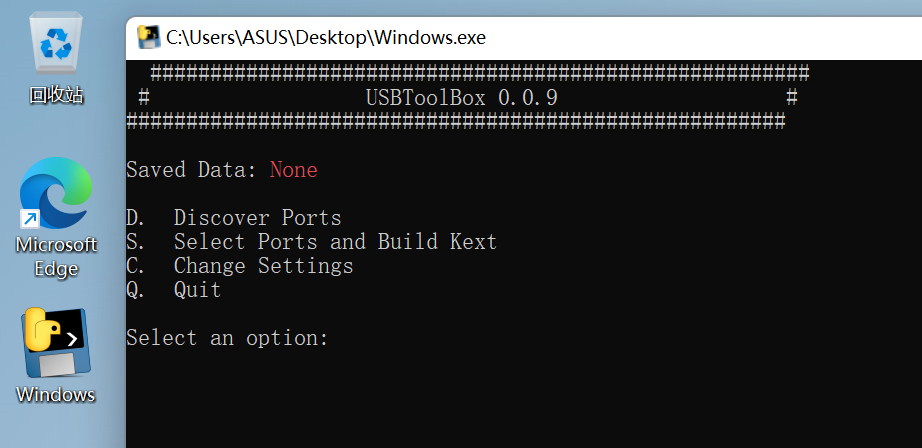 回收站
Microsoft
Edge
Windows
C:\Users\ASUS\Desktop\Windows.exe
#######################################################
# USBToolBox 0.0.9 #
#######################################################
Saved Data: None
D. Discover Ports
S. Select Ports and Build Kext
C. Change Settings
Q. Quit
Select an option: